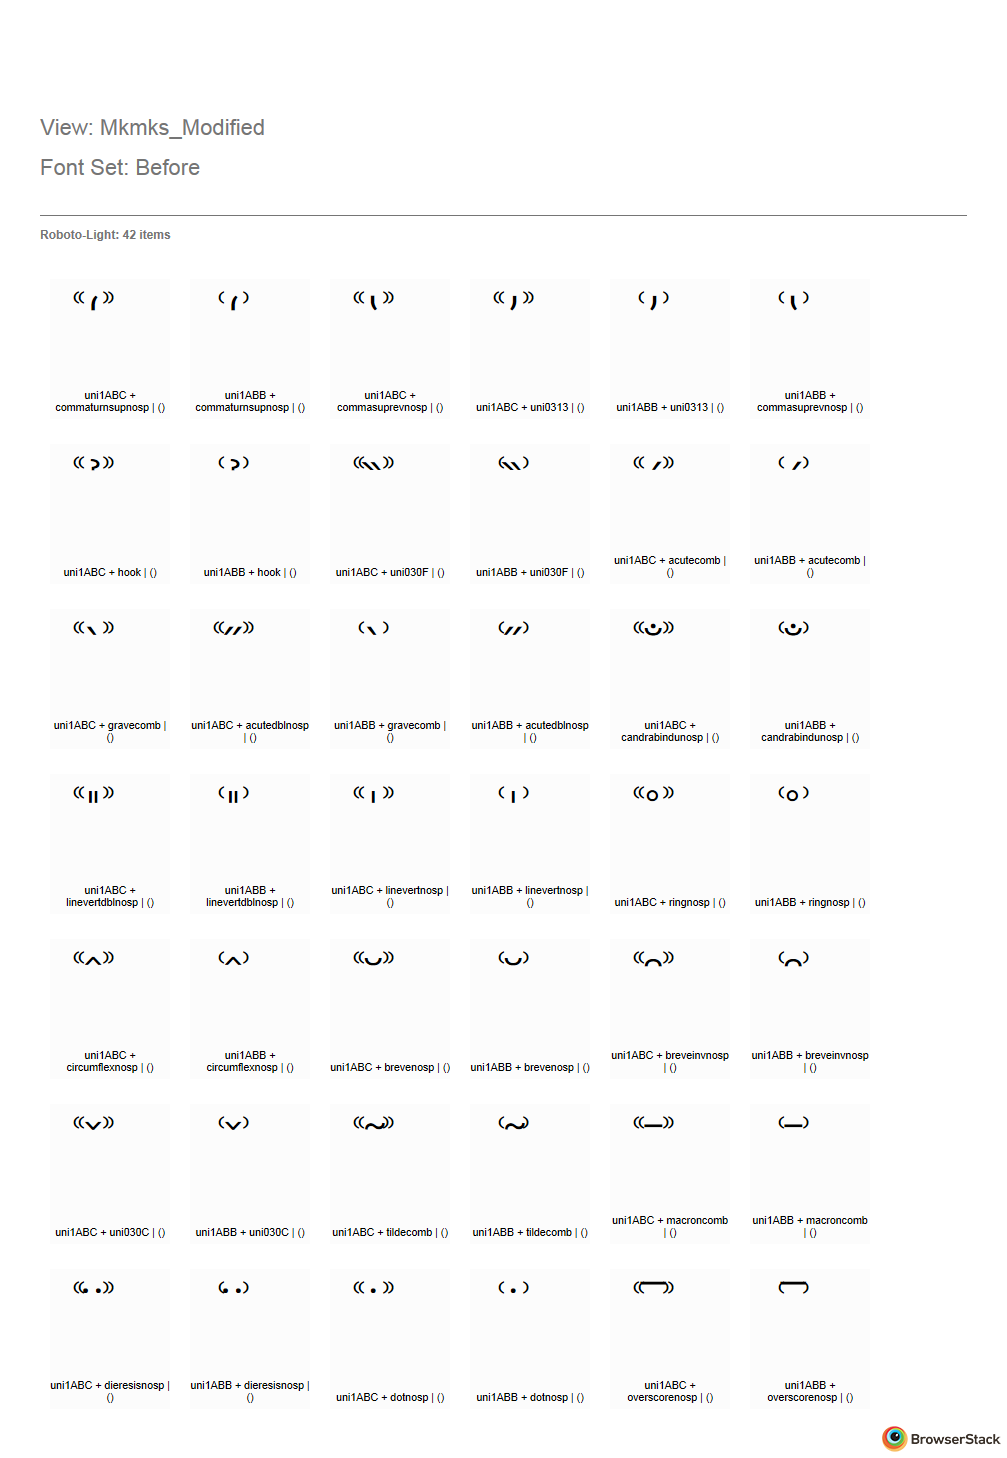 View: Mkmks_Modified
Font Set: Before
Roboto-Light: 42 items
uni1ABC +
commaturnsupnosp | ()
uni1ABB +
commaturnsupnosp | ()
uni1ABC +
commasuprevnosp | ()
uni1ABC + uni0313 | ()
uni1ABB + uni0313 | ()
uni1ABB +
commasuprevnosp | ()
uni1ABC + hook | ()
uni1ABB + hook | ()
uni1ABC + uni030F | ()
uni1ABB + uni030F | ()
uni1ABC + acutecomb |
()
uni1ABB + acutecomb |
()
uni1ABC + gravecomb |
()
uni1ABC + acutedblnosp
| ()
uni1ABB + gravecomb |
()
uni1ABB + acutedblnosp
| ()
uni1ABC +
candrabindunosp | ()
uni1ABB +
candrabindunosp | ()
uni1ABC +
linevertdblnosp | ()
uni1ABB +
linevertdblnosp | ()
uni1ABC + linevertnosp |
()
uni1ABB + linevertnosp |
()
uni1ABC + ringnosp | ()
uni1ABB + ringnosp | ()
uni1ABC +
circumflexnosp | ()
uni1ABB +
circumflexnosp | ()
uni1ABC + brevenosp | ()
uni1ABB + brevenosp | ()
uni1ABC + breveinvnosp
| ()
uni1ABB + breveinvnosp
| ()
uni1ABC + uni030C | ()
uni1ABB + uni030C | ()
uni1ABC + tildecomb | ()
uni1ABB + tildecomb | ()
uni1ABC + macroncomb
| ()
uni1ABB + macroncomb
| ()
uni1ABC + dieresisnosp |
()
uni1ABB + dieresisnosp |
()
uni1ABC + dotnosp | ()
uni1ABB + dotnosp | ()
uni1ABC +
overscorenosp | ()
uni1ABB +
overscorenosp | ()
BrowserStack